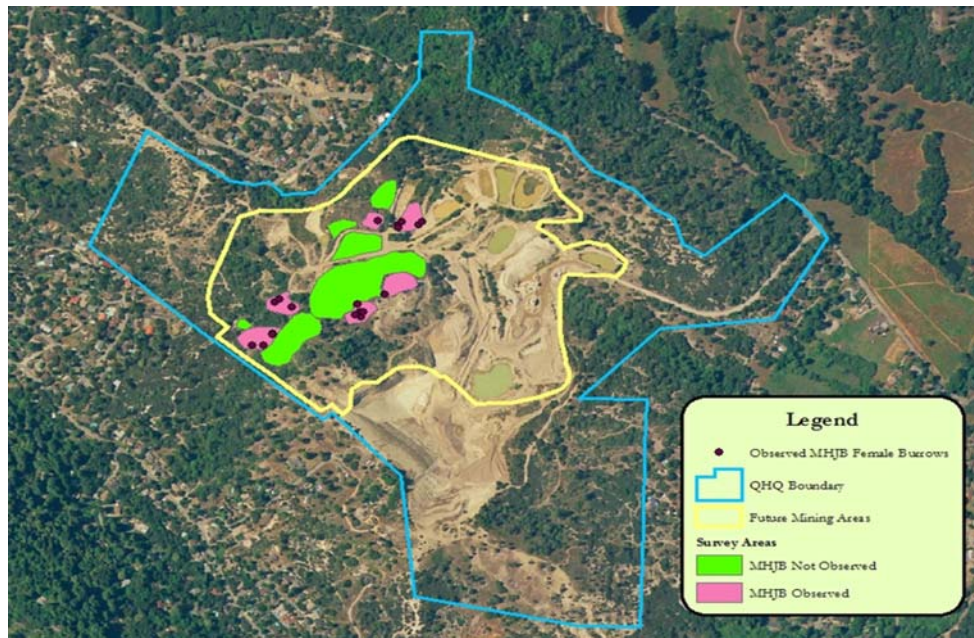 Legend
Observed MHJB Female Burrows
QHQ Boundary
Future Mining Areas
Survey Areas
MHJB Not Observed
MHJB Observed